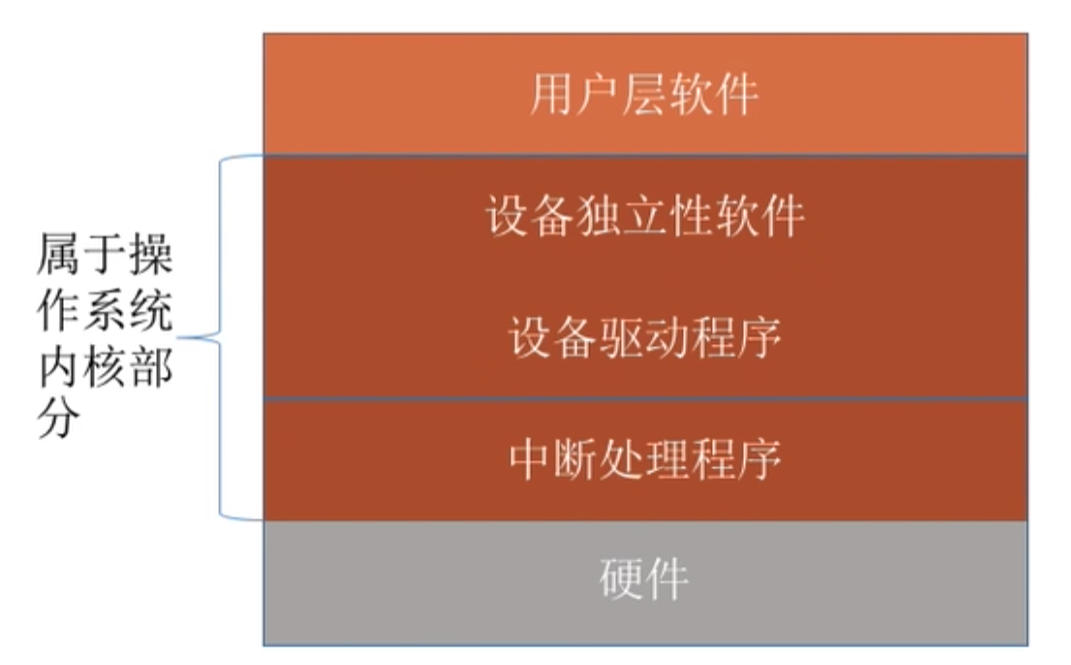 用户层软件
设备独立性软件
属于操
作系统
内核部
分
设备驱动程序
中断处理程序
硬件